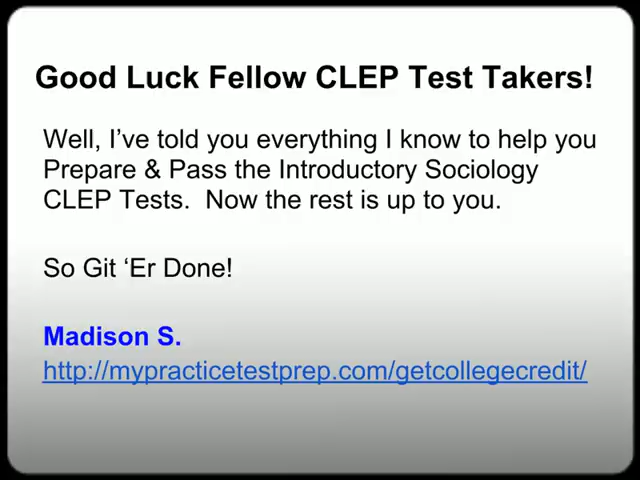 Good Luck Fellow CLEP Test Takers!
Well, I’ve told you everything I know to help you
Prepare & Pass the Introductory Sociology
CLEP Tests.  Now the rest is up to you.
So Git ‘Er Done!
Madison S.
http://mypracticetestprep.com/getcollegecredit/